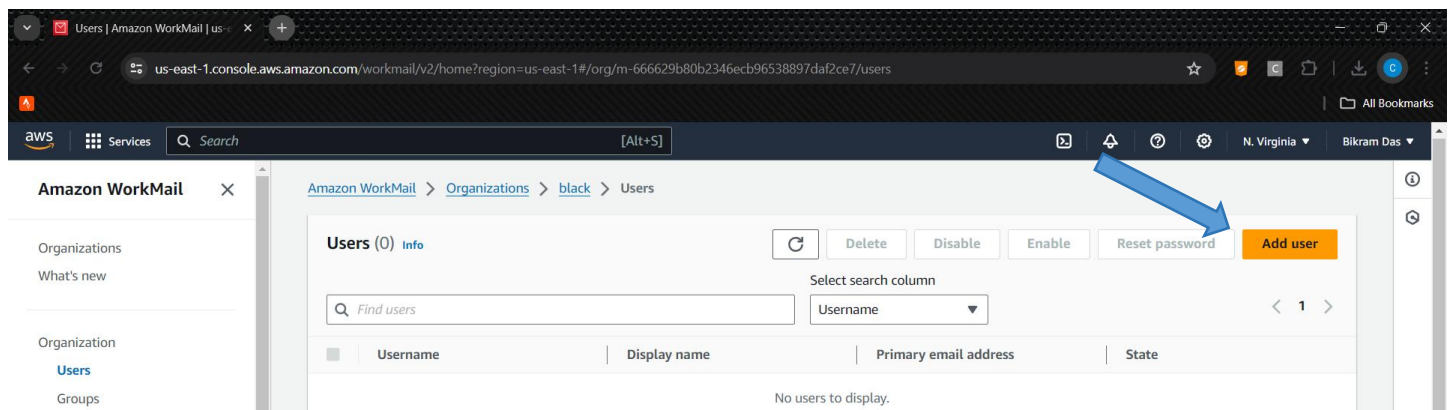 Users | Amazon WorkMail | us-e
us-east-1.console.aws.amazon.com/workmail/v2/home?region=us-east-1#/org/m-666629b80b2346ecb96538897daf2ce7/users
C
C
All Bookmarks
aws
Services
Search
[Alt+S]
N. Virginia
Bikram Das
Amazon WorkMail
Amazon WorkMail > Organizations > black > Users
Organizations
What's new
Users (0) Info
Delete
Disable
Enable
Reset password
Add user
Select search column
Find users
Username
< 1 >
Organization
Users
Groups
Username
Display name
Primary email address
State
No users to display.